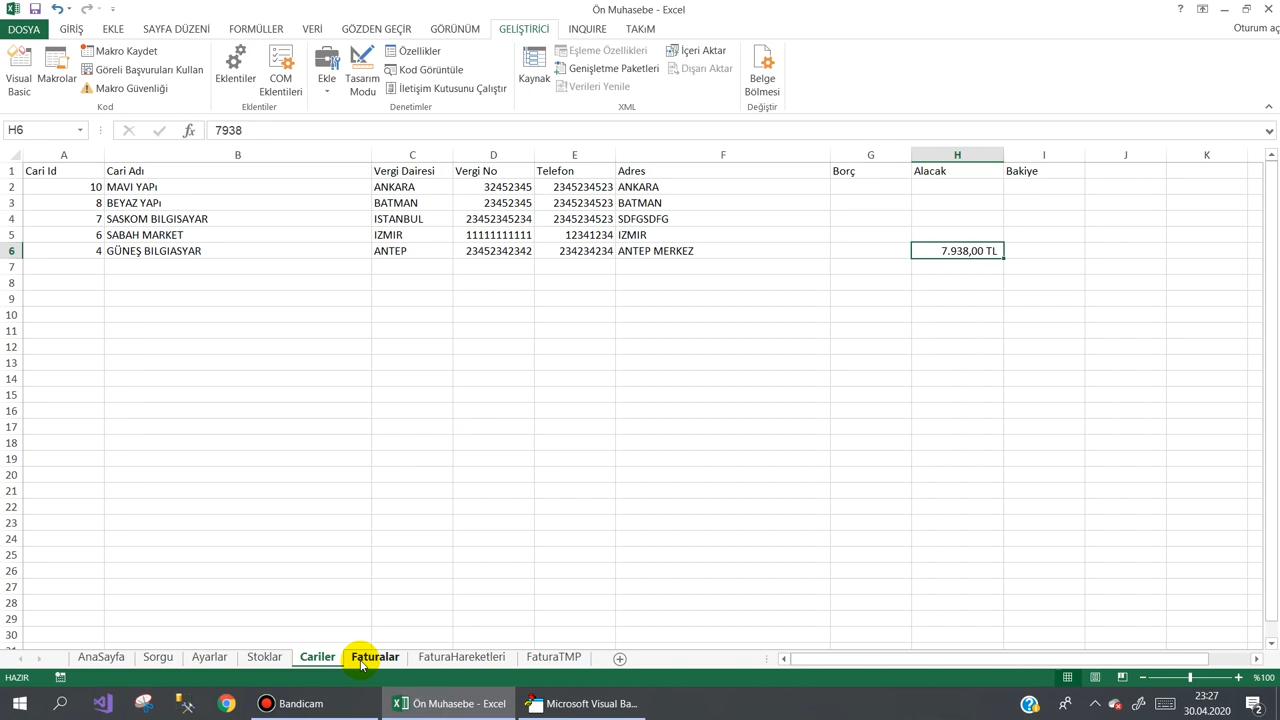 Ön Muhasebe - Excel
Oturum aç
DOSYA GİRİŞ EKLE SAYFA DÜZENİ FORMÜLLER VERİ GÖZDEN GEÇİR GÖRÜNÜM GELİŞTİRİCİ INQUIRE TAKıM
Visual Basic
Makrolar
Makro Kaydet
Göreli Başvuruları Kullan
Makro Güvenliği
Kod
Eklentiler
COM Eklentileri
Eklentiler
Ekle
Tasarım Modu
Özellikler
Kod Görüntüle
İletişim Kutusunu Çalıştır
Denetimler
Kaynak
Eşleme Özellikleri
Genişletme Paketleri
Verileri Yenile
İçeri Aktar
Dışarı Aktar
XML
Belge Bölmesi
Değiştir
H6 fx 7938
A B C D E F G H I J K
1 Cari Id Cari Adı Vergi Dairesi Vergi No Telefon Adres Borç Alacak Bakiye
2 10 MAVI YAPı ANKARA 32452345 2345234523 ANKARA
3 8 BEYAZ YAPı BATMAN 23452345 2345234523 BATMAN
4 7 SASKOM BILGISAYAR ISTANBUL 23452345234 2345234523 SDFGSDFG
5 6 SABAH MARKET IZMIR 11111111111 12341234 IZMIR
6 4 GÜNEŞ BILGIASYAR ANTEP 23452342342 234234234 ANTEP MERKEZ 7.938,00 TL
7
8
9
10
11
12
13
14
15
16
17
18
19
20
21
22
23
24
25
26
27
28
29
30
AnaSayfa Sorgu Ayarlar Stoklar Cariler Faturalar FaturaHareketleri FaturaTMP
HAZIR
%100
Bandicam
Ön Muhasebe - Excel
Microsoft Visual Ba...
23:27
30.04.2020
2